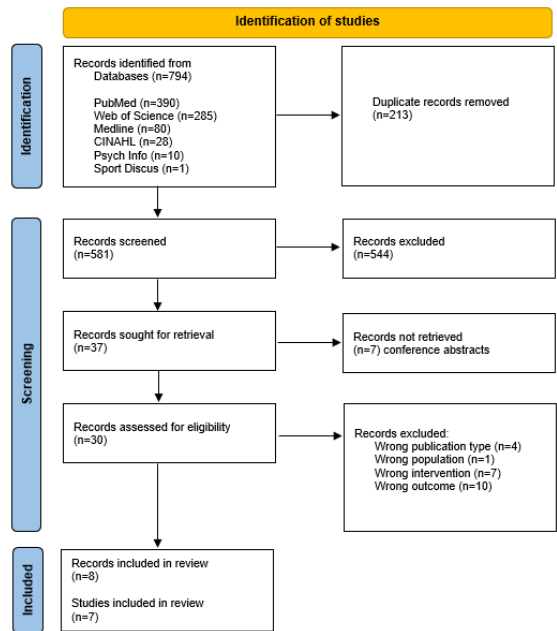 Identification of studies
Identification
Records identified from
Databases (n=794)
PubMed (n=390)
Web of Science (n=285)
Medline (n=80)
CINAHL (n=28)
Psych Info (n=10)
Sport Discus (n=1)
Duplicate records removed
(n=213)
Screening
Records screened
(n=581)
Records excluded
(n=544)
Records sought for retrieval
(n=37)
Records not retrieved
(n=7) conference abstracts
Records assessed for eligibility
(n=30)
Records excluded:
Wrong publication type (n=4)
Wrong population (n=1)
Wrong intervention (n=7)
Wrong outcome (n=10)
Included
Records included in review
(n=8)
Studies included in review
(n=7)